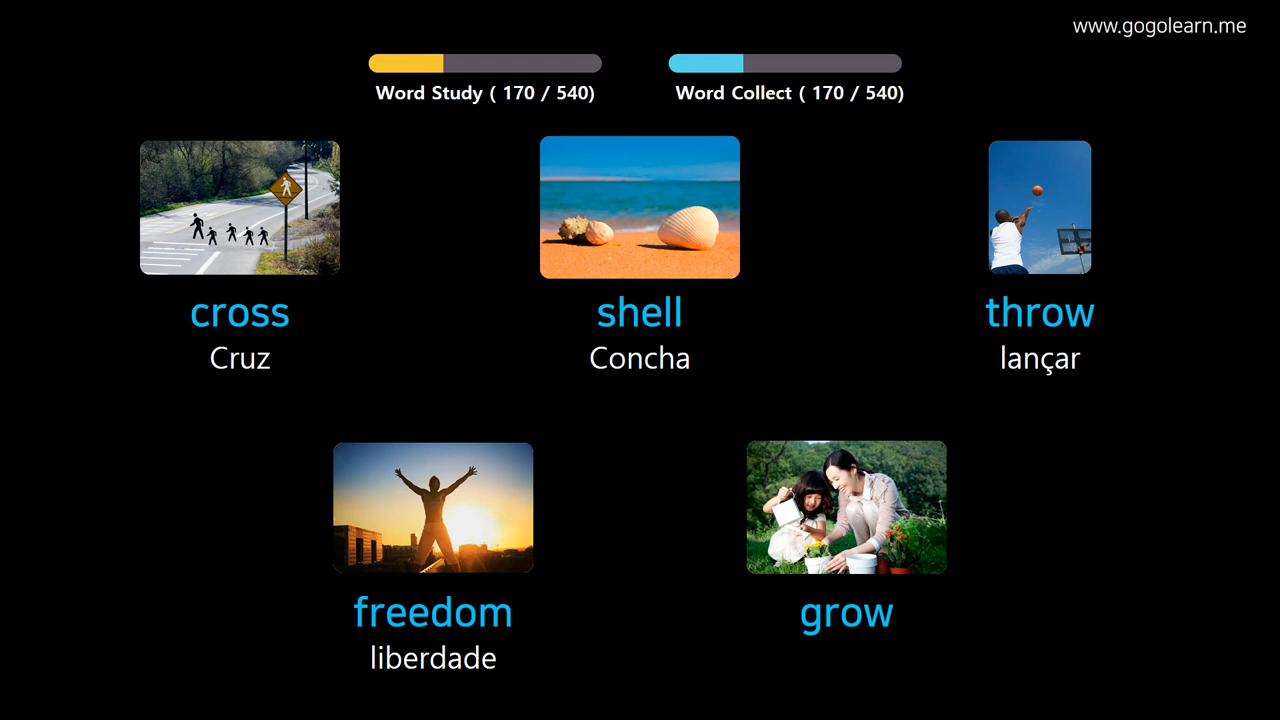 www.gogolearn.me
Word Study ( 170 / 540)
Word Collect ( 170 / 540)
cross
Cruz
shell
Concha
throw
lançar
freedom
liberdade
grow